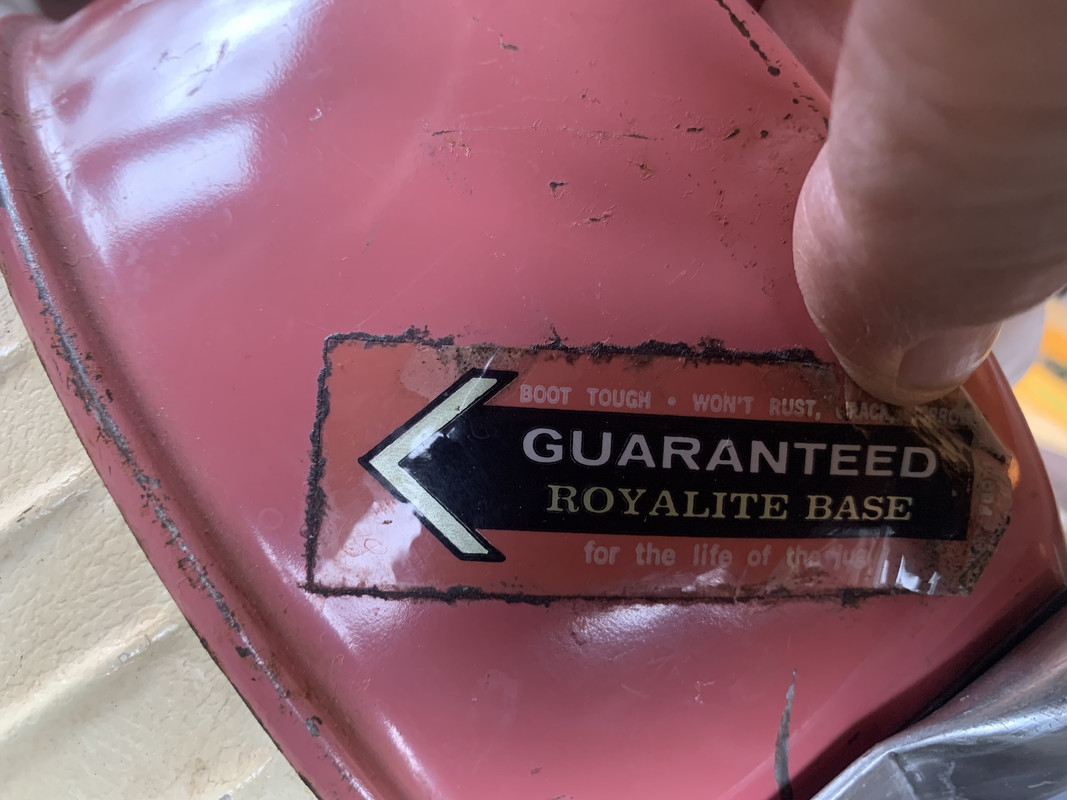 BOOT TOUGH • WON'T RUST,
GUARANTEED
ROYALITE BASE
for the life of the